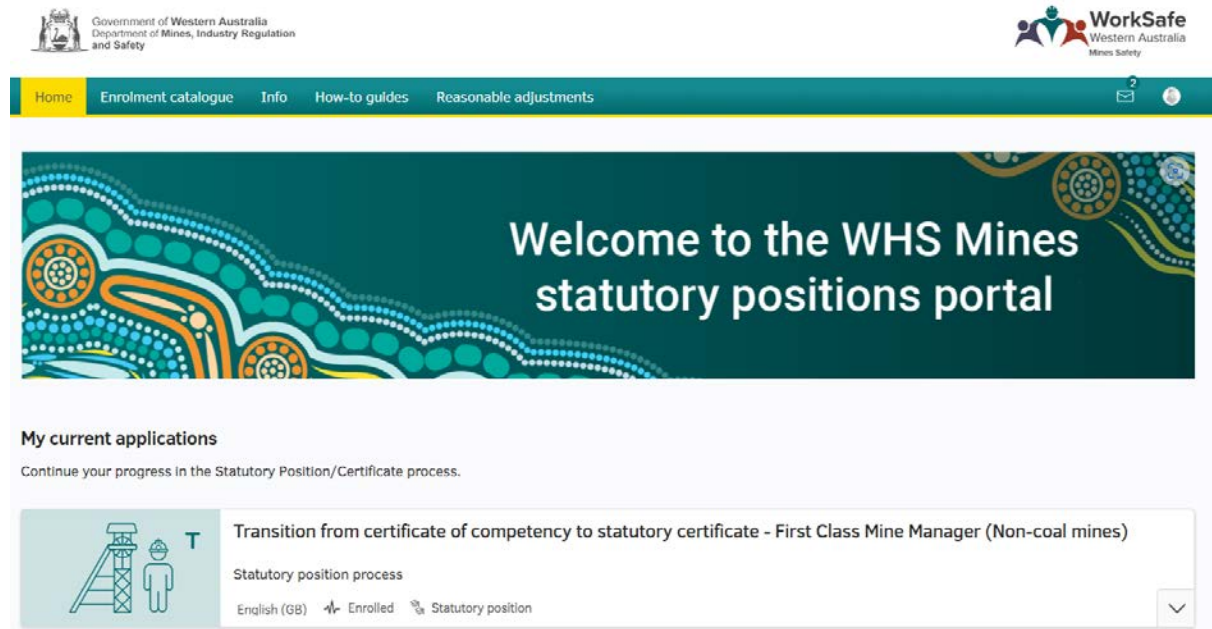 Government of Western Australia
Department of Mines, Industry Regulation
and Safety
WorkSafe
Western Australia
Mines Safety
Home Enrolment catalogue Info How-to guides Reasonable adjustments 2
Welcome to the WHS Mines
statutory positions portal
My current applications
Continue your progress in the Statutory Position/Certificate process.
T
Transition from certificate of competency to statutory certificate - First Class Mine Manager (Non-coal mines)
Statutory position process
English (GB) Enrolled Statutory position